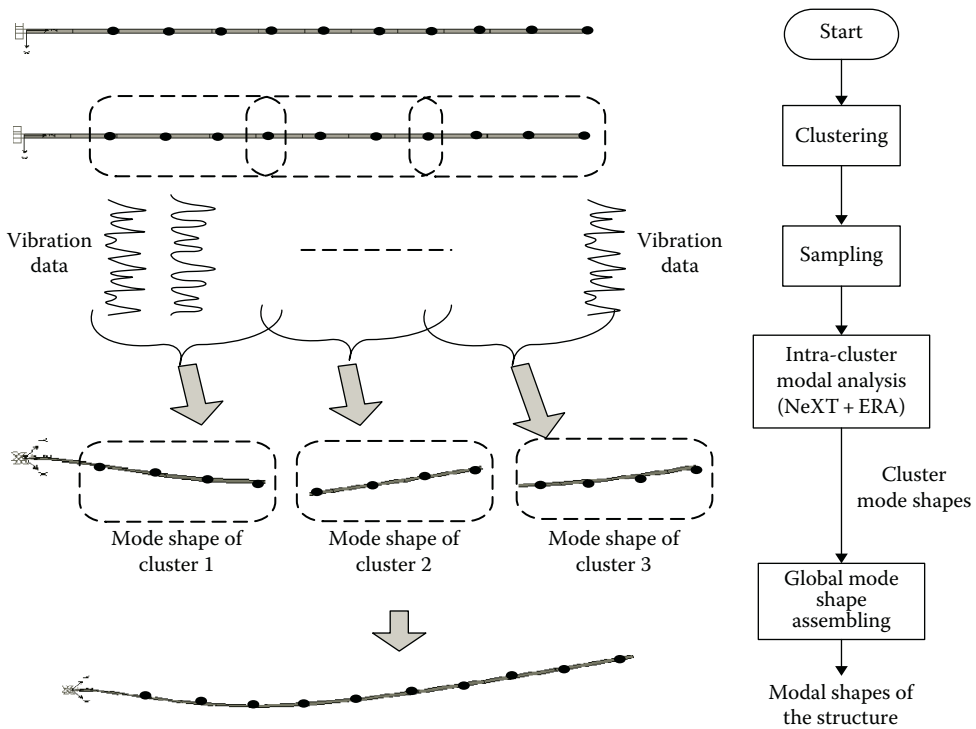 Start
Clustering
Vibration
data
Vibration
data
Sampling
Intra-cluster
modal analysis
(NeXT + ERA)
Cluster
mode shapes
Mode shape of
cluster 1
Mode shape of
cluster 2
Mode shape of
cluster 3
Global mode
shape
assembling
Modal shapes of
the structure